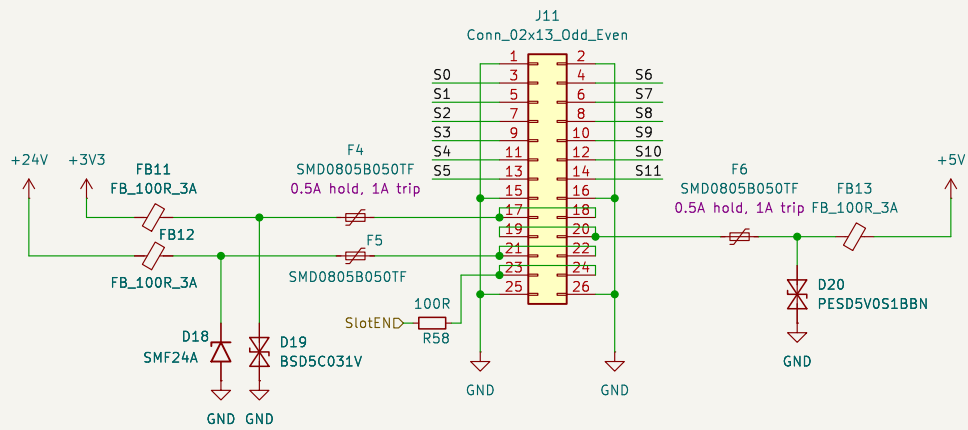 J11
Conn_02x13_Odd_Even
1 2
S0 3 4 S6
S1 5 6 S7
S2 7 8 S8
S3 9 10 S9
S4 11 12 S10
S5 13 14 S11
15 16
17 18
19 20
21 22
23 24
25 26
+24V
+3V3
FB11
FB_100R_3A
FB12
FB_100R_3A
F4
SMD0805B050TF
0.5A hold, 1A trip
F5
SMD0805B050TF
F6
SMD0805B050TF
0.5A hold, 1A trip
FB13
FB_100R_3A
+5V
100R
SlotEN
R58
D18
SMF24A
D19
BSD5C031V
D20
PESD5V0S1BBN
GND
GND
GND
GND
GND